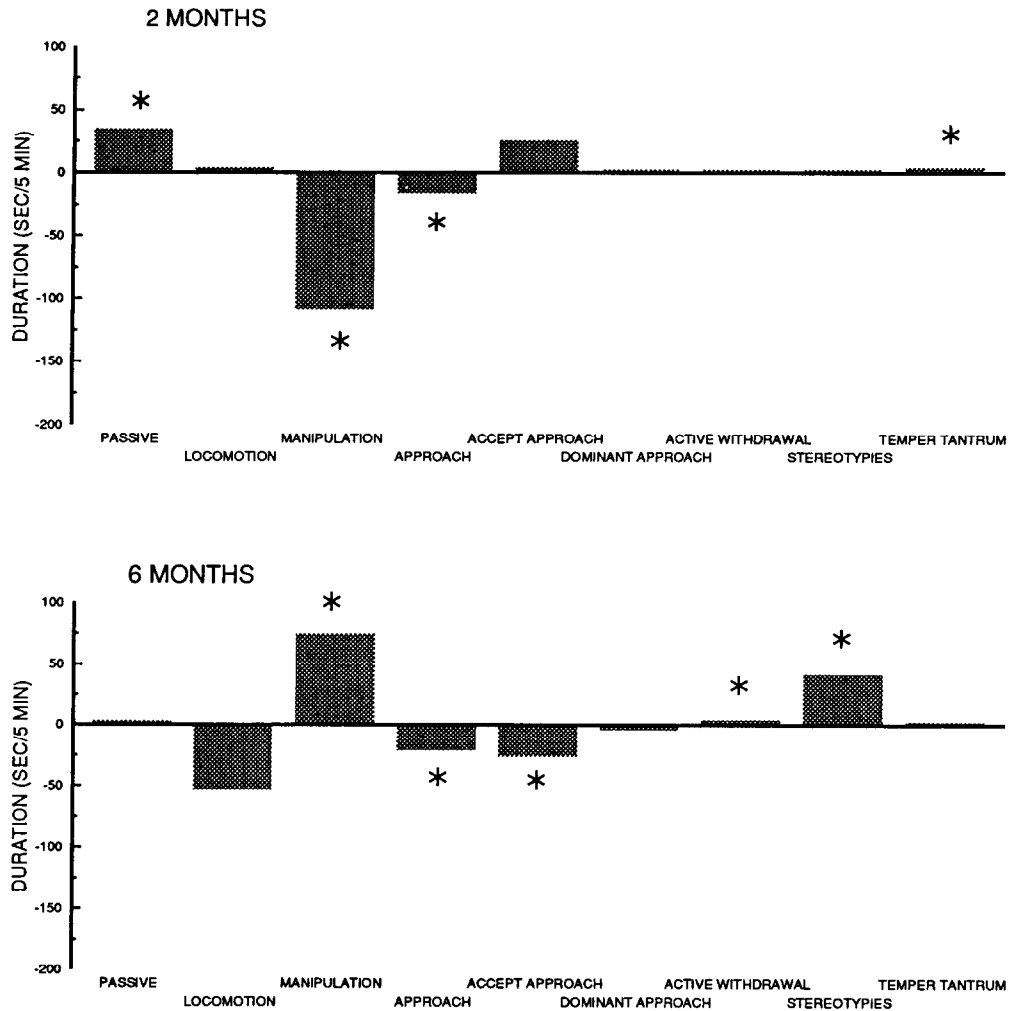 2 MONTHS
DURATION (SEC/5 MIN)
100
50
0
-50
-100
-150
-200
*
*
*
*
PASSIVE
LOCOMOTION
MANIPULATION
APPROACH
ACCEPT APPROACH
DOMINANT APPROACH
ACTIVE WITHDRAWAL
STEREOTYPIES
TEMPER TANTRUM
6 MONTHS
DURATION (SEC/5 MIN)
100
50
0
-50
-100
-150
-200
*
*
*
*
*
PASSIVE
LOCOMOTION
MANIPULATION
APPROACH
ACCEPT APPROACH
DOMINANT APPROACH
ACTIVE WITHDRAWAL
STEREOTYPIES
TEMPER TANTRUM